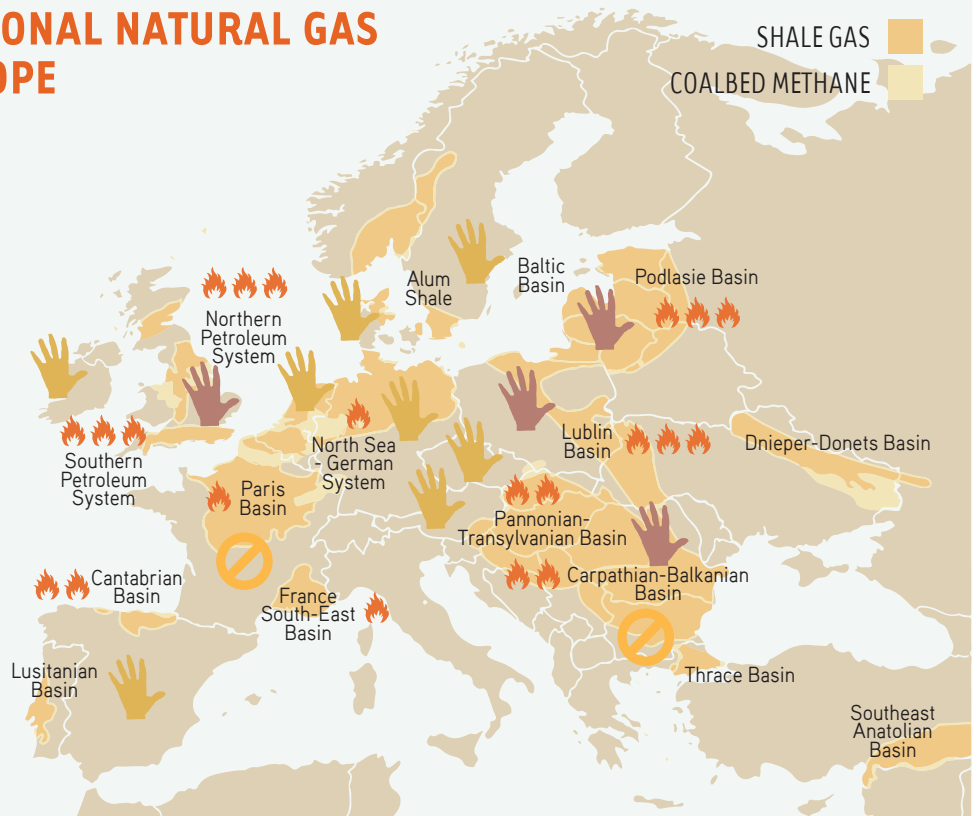 ONAL NATURAL GAS
OPE
SHALE GAS
COALBED METHANE
Alum
Shale
Baltic
Basin
Podlasie Basin
Northern
Petroleum
System
Southern
Petroleum
System
North Sea
- German
System
Lublin
Basin
Dnieper-Donets Basin
Paris
Basin
Pannonian-
Transylvanian Basin
Cantabrian
Basin
France
South-East
Basin
Carpathian-Balkanian
Basin
Lusitanian
Basin
Thrace Basin
Southeast
Anatolian
Basin